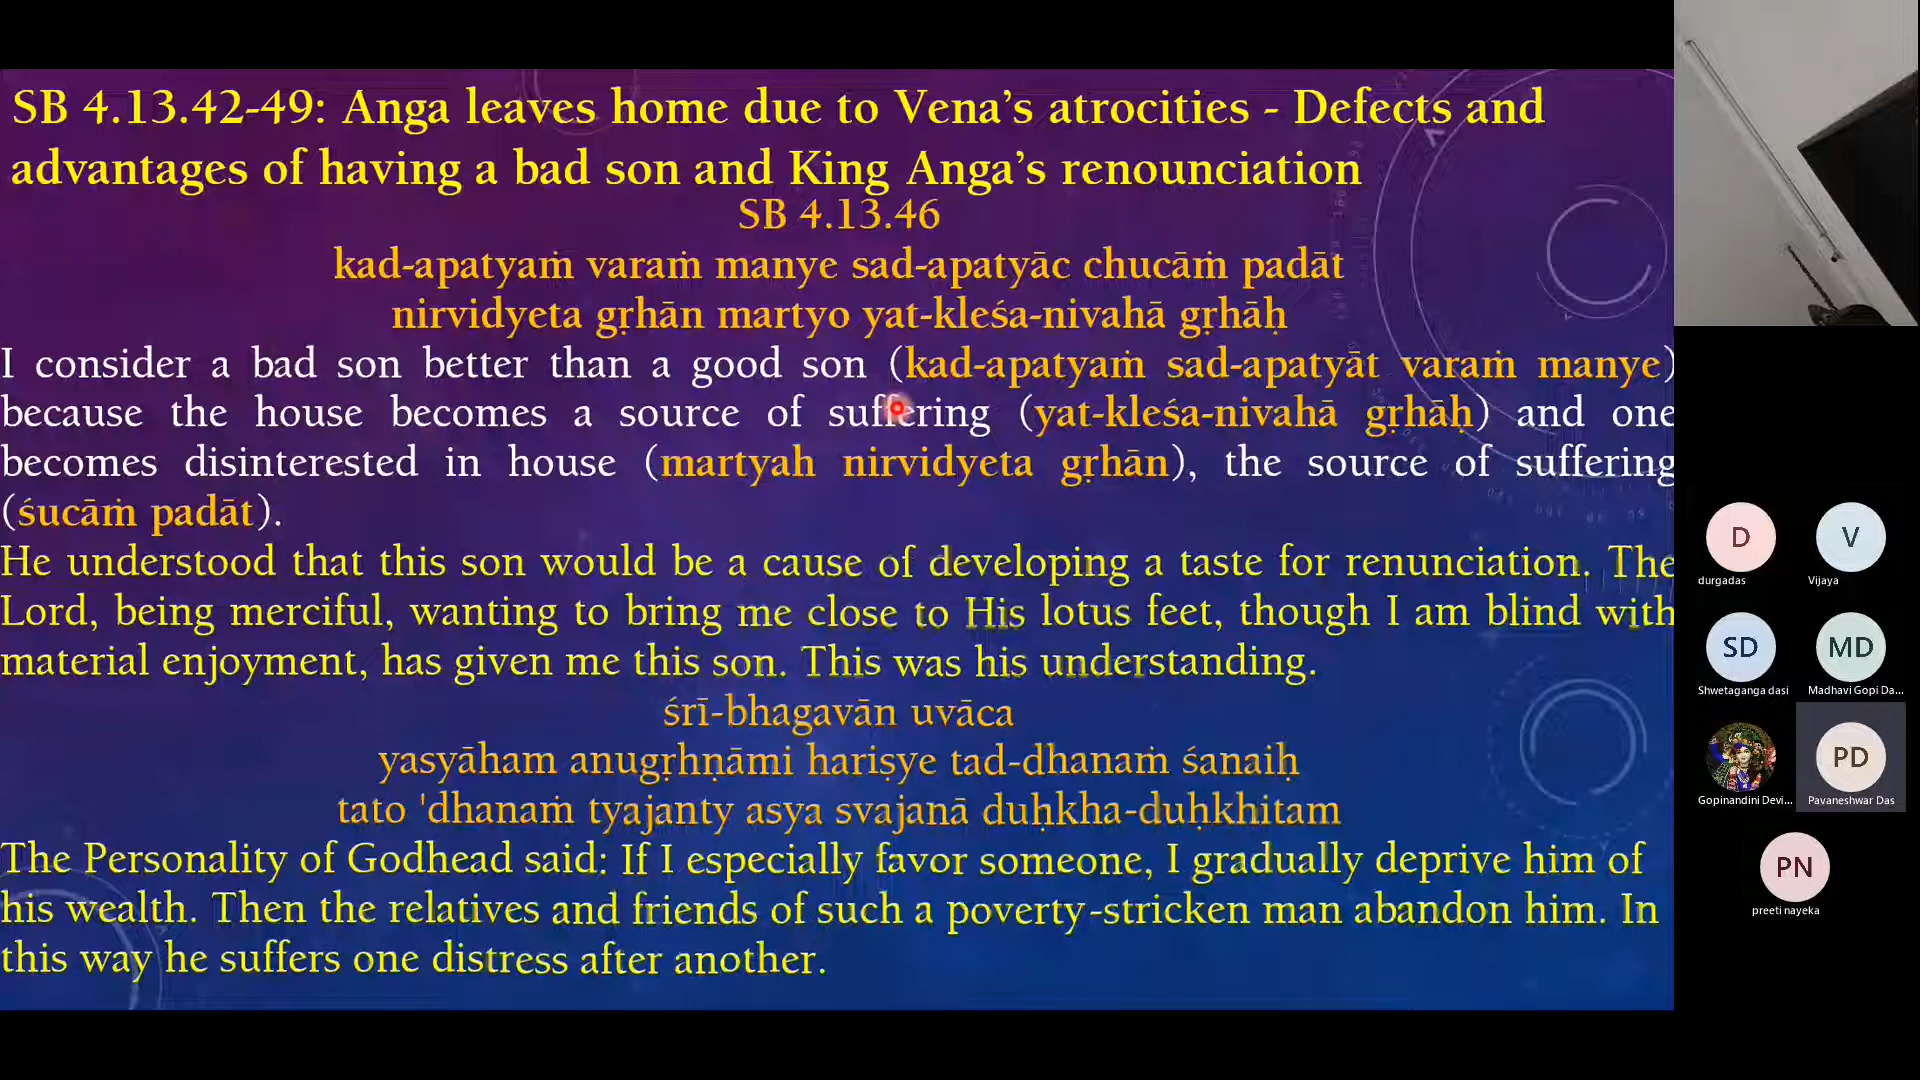 SB 4.13.42-49: Anga leaves home due to Vena’s atrocities - Defects and
advantages of having a bad son and King Anga’s renounciation
SB 4.13.46
kad-apatyaṁ varaṁ manye sad-apatyāc chucāṁ padāt
nirvidyeta gṛhān martyo yat-kleśa-nivahā gṛhāḥ
I consider a bad son better than a good son (kad-apatyaṁ sad-apatyāt varaṁ manye)
because the house becomes a source of suffering (yat-kleśa-nivahā gṛhāḥ) and one
becomes disinterested in house (martyah nirvidyeta gṛhān), the source of suffering
(śucāṁ padāt).
He understood that this son would be a cause of developing a taste for renunciation. The
Lord, being merciful, wanting to bring me close to His lotus feet, though I am blind with
material enjoyment, has given me this son. This was his understanding.
śrī-bhagavān uvāca
yasyāham anugṛhṇāmi hariṣye tad-dhanaṁ śanaiḥ
tato 'dhanaṁ tyajanty asya svajanā duḥkha-duḥkhitam
The Personality of Godhead said: If I especially favor someone, I gradually deprive him of
his wealth. Then the relatives and friends of such a poverty-stricken man abandon him. In
this way he suffers one distress after another.
D
durgadas
V
Vijaya
SD
Shwetaganga dasi
MD
Madhavi Gopi Da...
Gopinandini Devi...
PD
Pavaneshwar Das
PN
preeti nayeka